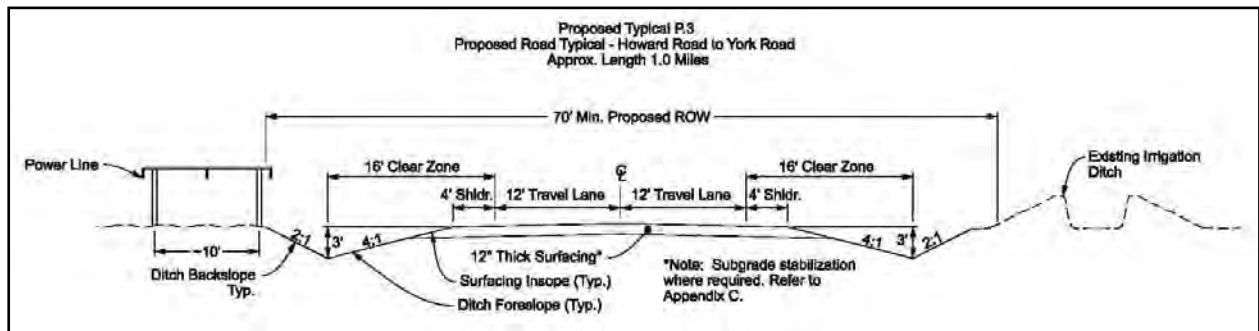 Proposed Typical P.3
Proposed Road Typical - Howard Road to York Road
Approx. Length 1.0 Miles
70' Min. Proposed ROW
Power Line
16' Clear Zone
℄
16' Clear Zone
Existing Irrigation
Ditch
4' Shldr.
12' Travel Lane
12' Travel Lane
4' Shldr.
10'
2:1
3'
4:1
4:1
3'
2:1
Ditch Backslope
Typ.
12" Thick Surfacing*
Surfacing Insope (Typ.)
Ditch Foreslope (Typ.)
*Note: Subgrade stabilization
where required. Refer to
Appendix C.